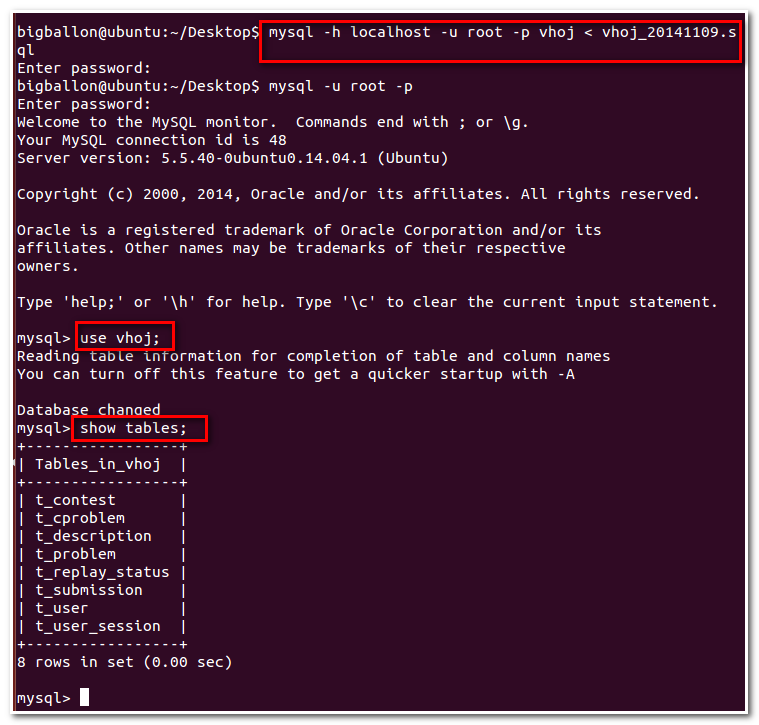 bigballon@ubuntu:~/Desktop$ mysql -h localhost -u root -p vhoj < vhoj_20141109.s
ql
Enter password:
bigballon@ubuntu:~/Desktop$ mysql -u root -p
Enter password:
Welcome to the MySQL monitor.  Commands end with ; or \g.
Your MySQL connection id is 48
Server version: 5.5.40-0ubuntu0.14.04.1 (Ubuntu)

Copyright (c) 2000, 2014, Oracle and/or its affiliates. All rights reserved.

Oracle is a registered trademark of Oracle Corporation and/or its
affiliates. Other names may be trademarks of their respective
owners.

Type 'help;' or '\h' for help. Type '\c' to clear the current input statement.

mysql> use vhoj;
Reading table information for completion of table and column names
You can turn off this feature to get a quicker startup with -A

Database changed
mysql> show tables;
+-----------------+
| Tables_in_vhoj  |
+-----------------+
| t_contest       |
| t_cproblem      |
| t_description   |
| t_problem       |
| t_replay_status |
| t_submission    |
| t_user          |
| t_user_session  |
+-----------------+
8 rows in set (0.00 sec)

mysql>